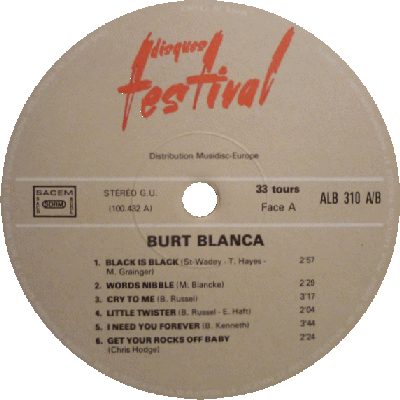 disques
festival
Distribution Musidisc-Europe
SACEM
STEREO G.U.
(100.432 A)
33 tours
Face A
ALB 310 A/B
BURT BLANCA
1. BLACK IS BLACK (St-Wadey - T. Hayes - M. Grainger) 2'57
2. WORDS NIBBLE (M. Blancke) 2'28
3. CRY TO ME (B. Russel) 3'17
4. LITTLE TWISTER (B. Russel - E. Haft) 2'04
5. I NEED YOU FOREVER (B. Kenneth) 3'44
6. GET YOUR ROCKS OFF BABY 2'24
(Chris Hodge)